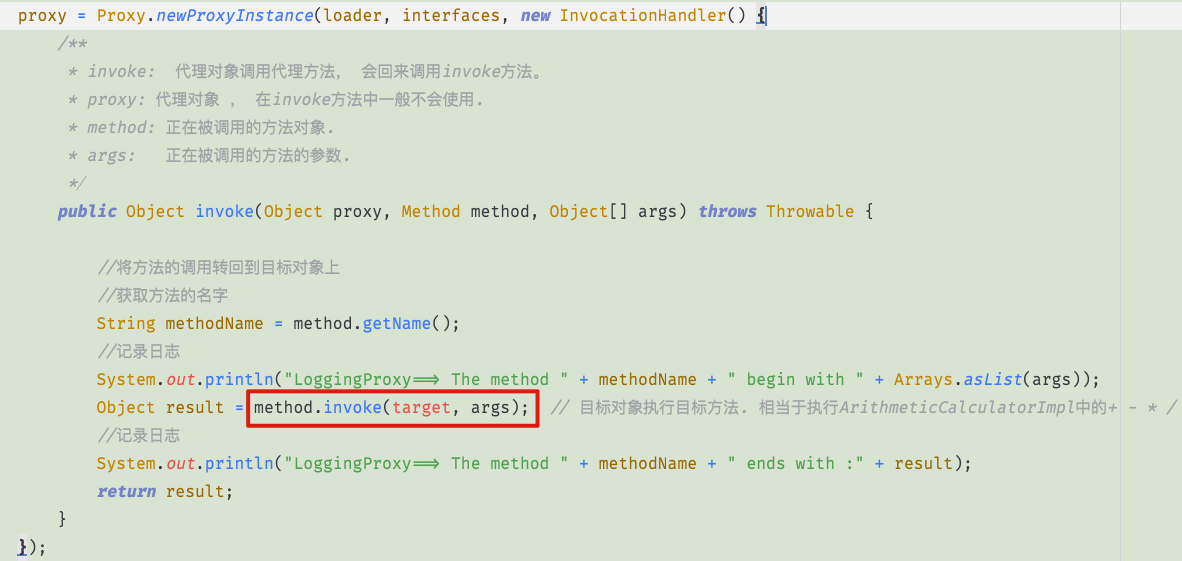 proxy = Proxy.newProxyInstance(loader, interfaces, new InvocationHandler() {
/**
* invoke: 代理对象调用代理方法, 会回来调用invoke方法。
* proxy: 代理对象 , 在invoke方法中一般不会使用.
* method: 正在被调用的方法对象.
* args: 正在被调用的方法的参数.
*/
public Object invoke(Object proxy, Method method, Object[] args) throws Throwable {
//将方法的调用转回到目标对象上
//获取方法的名字
String methodName = method.getName();
//记录日志
System.out.println("LoggingProxy==> The method " + methodName + " begin with " + Arrays.asList(args));
Object result = method.invoke(target, args); // 目标对象执行目标方法. 相当于执行ArithmeticCalculatorImpl中的+ - * /
//记录日志
System.out.println("LoggingProxy==> The method " + methodName + " ends with :" + result);
return result;
}
});